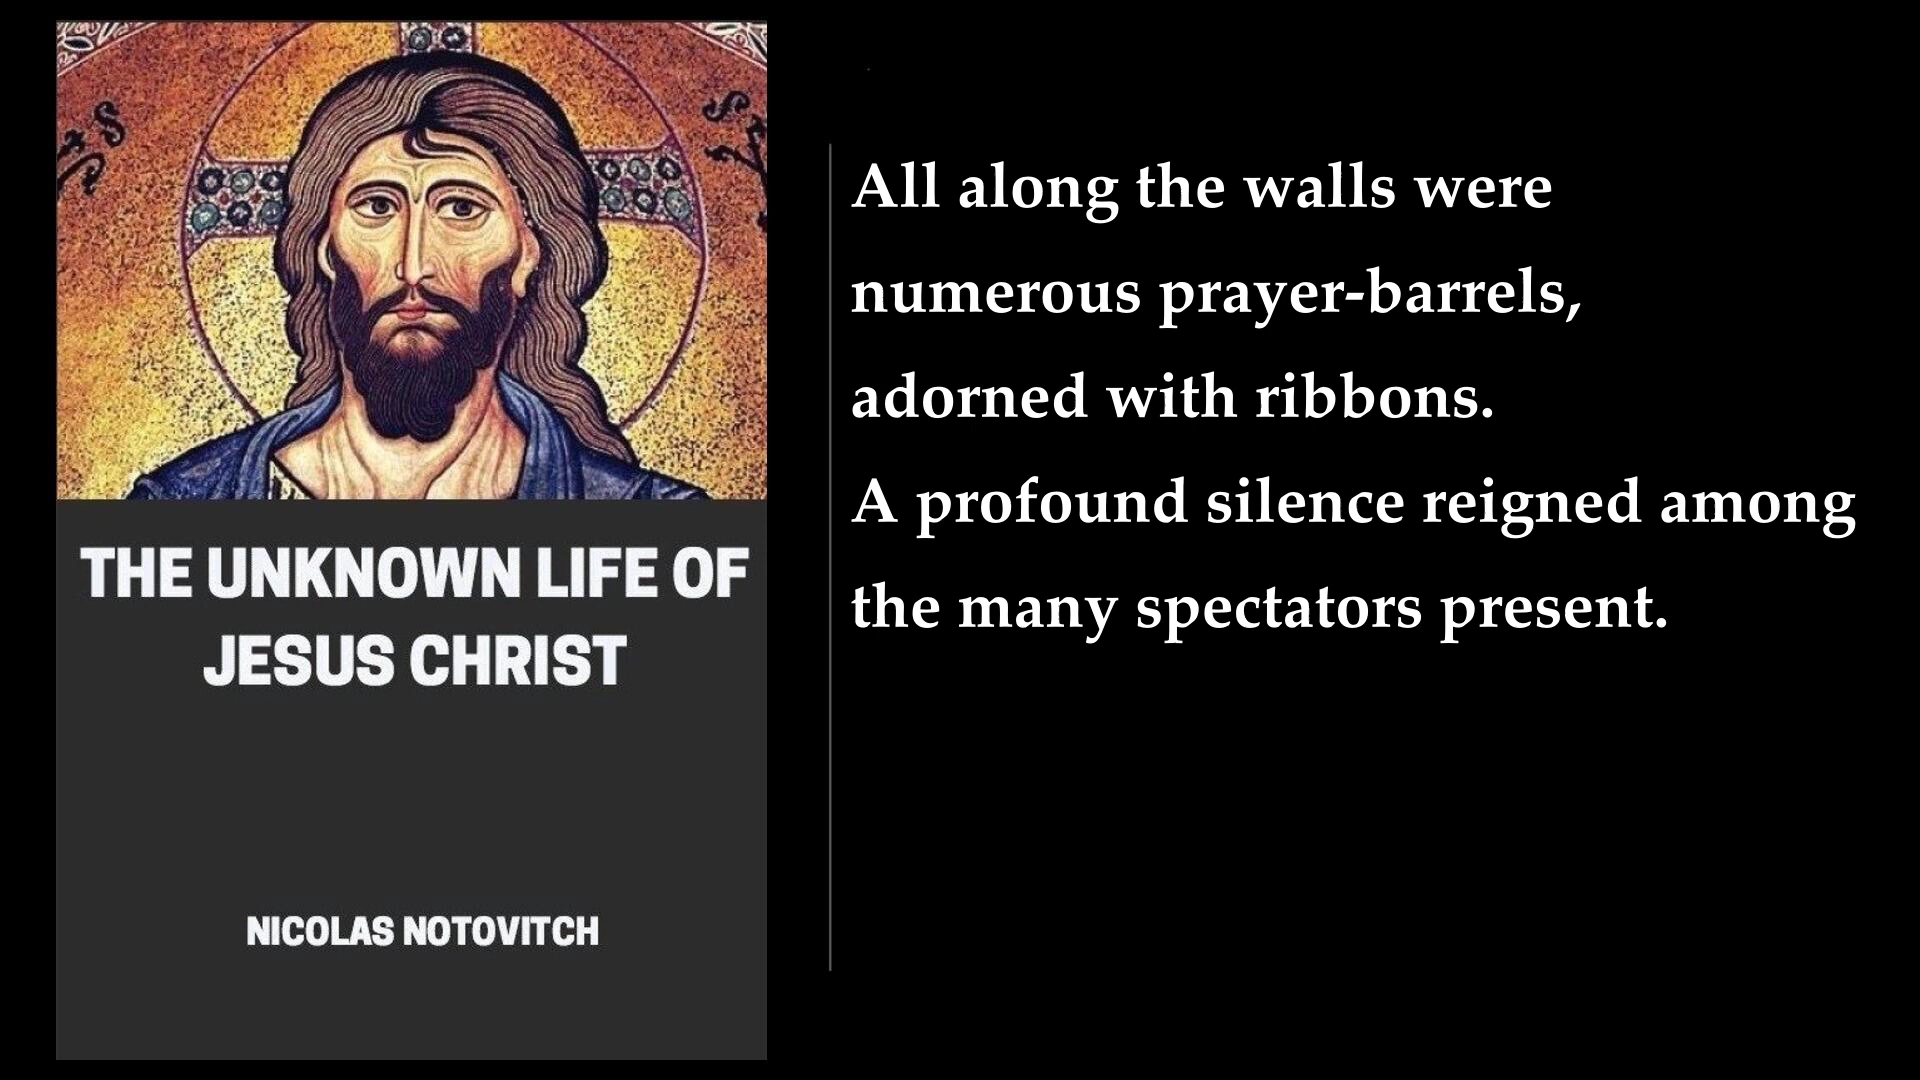 THE UNKNOWN LIFE OF
JESUS CHRIST
NICOLAS NOTOVITCH
All along the walls were
numerous prayer-barrels,
adorned with ribbons.
A profound silence reigned among
the many spectators present.